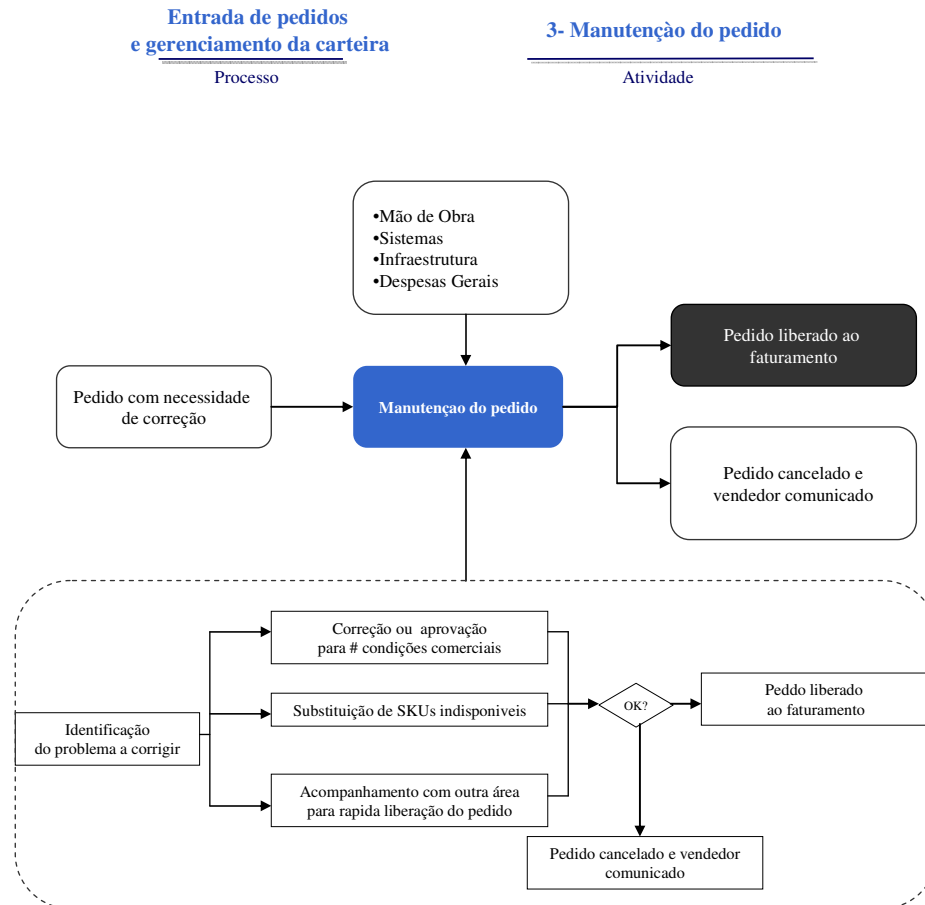 Entrada de pedidos
e gerenciamento da carteira
Processo
3- Manutençào do pedido
Atividade
•Mão de Obra
•Sistemas
•Infraestrutura
•Despesas Gerais
Pedido com necessidade
de correção
Manutençao do pedido
Pedido liberado ao
faturamento
Pedido cancelado e
vendedor comunicado
Identificação
do problema a corrigir
Correção ou  aprovação
para # condições comerciais
Substituição de SKUs indisponiveis
Acompanhamento com outra área
para rapida liberação do pedido
OK?
Peddo liberado
ao faturamento
Pedido cancelado e vendedor
comunicado